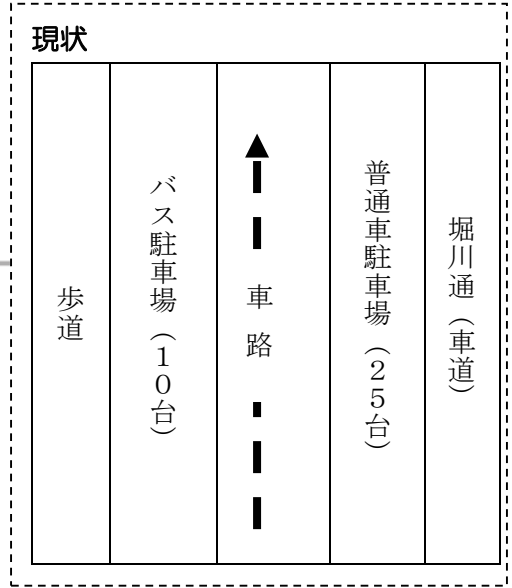 現状
歩道
バス駐車場（１０台）
車路
普通車駐車場（２５台）
堀川通（車道）